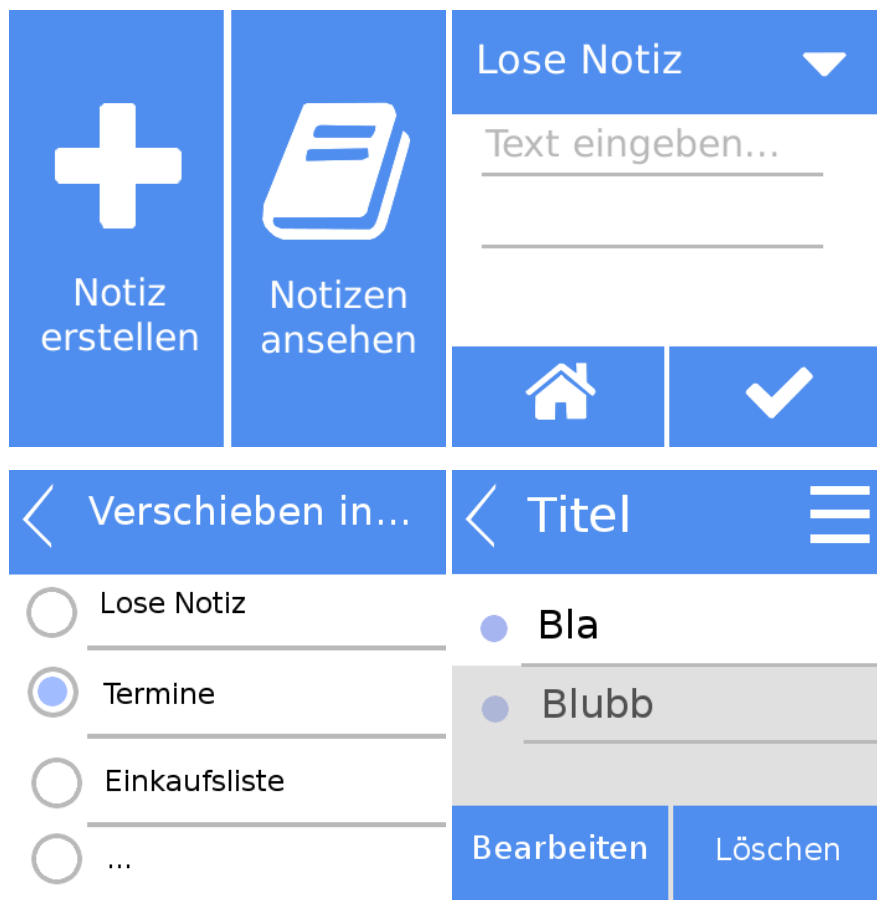 Notiz
erstellen
Notizen
ansehen
Lose Notiz
Text eingeben...
Verschieben in...
Lose Notiz
Termine
Einkaufsliste
...
Titel
Bla
Blubb
Bearbeiten
Löschen